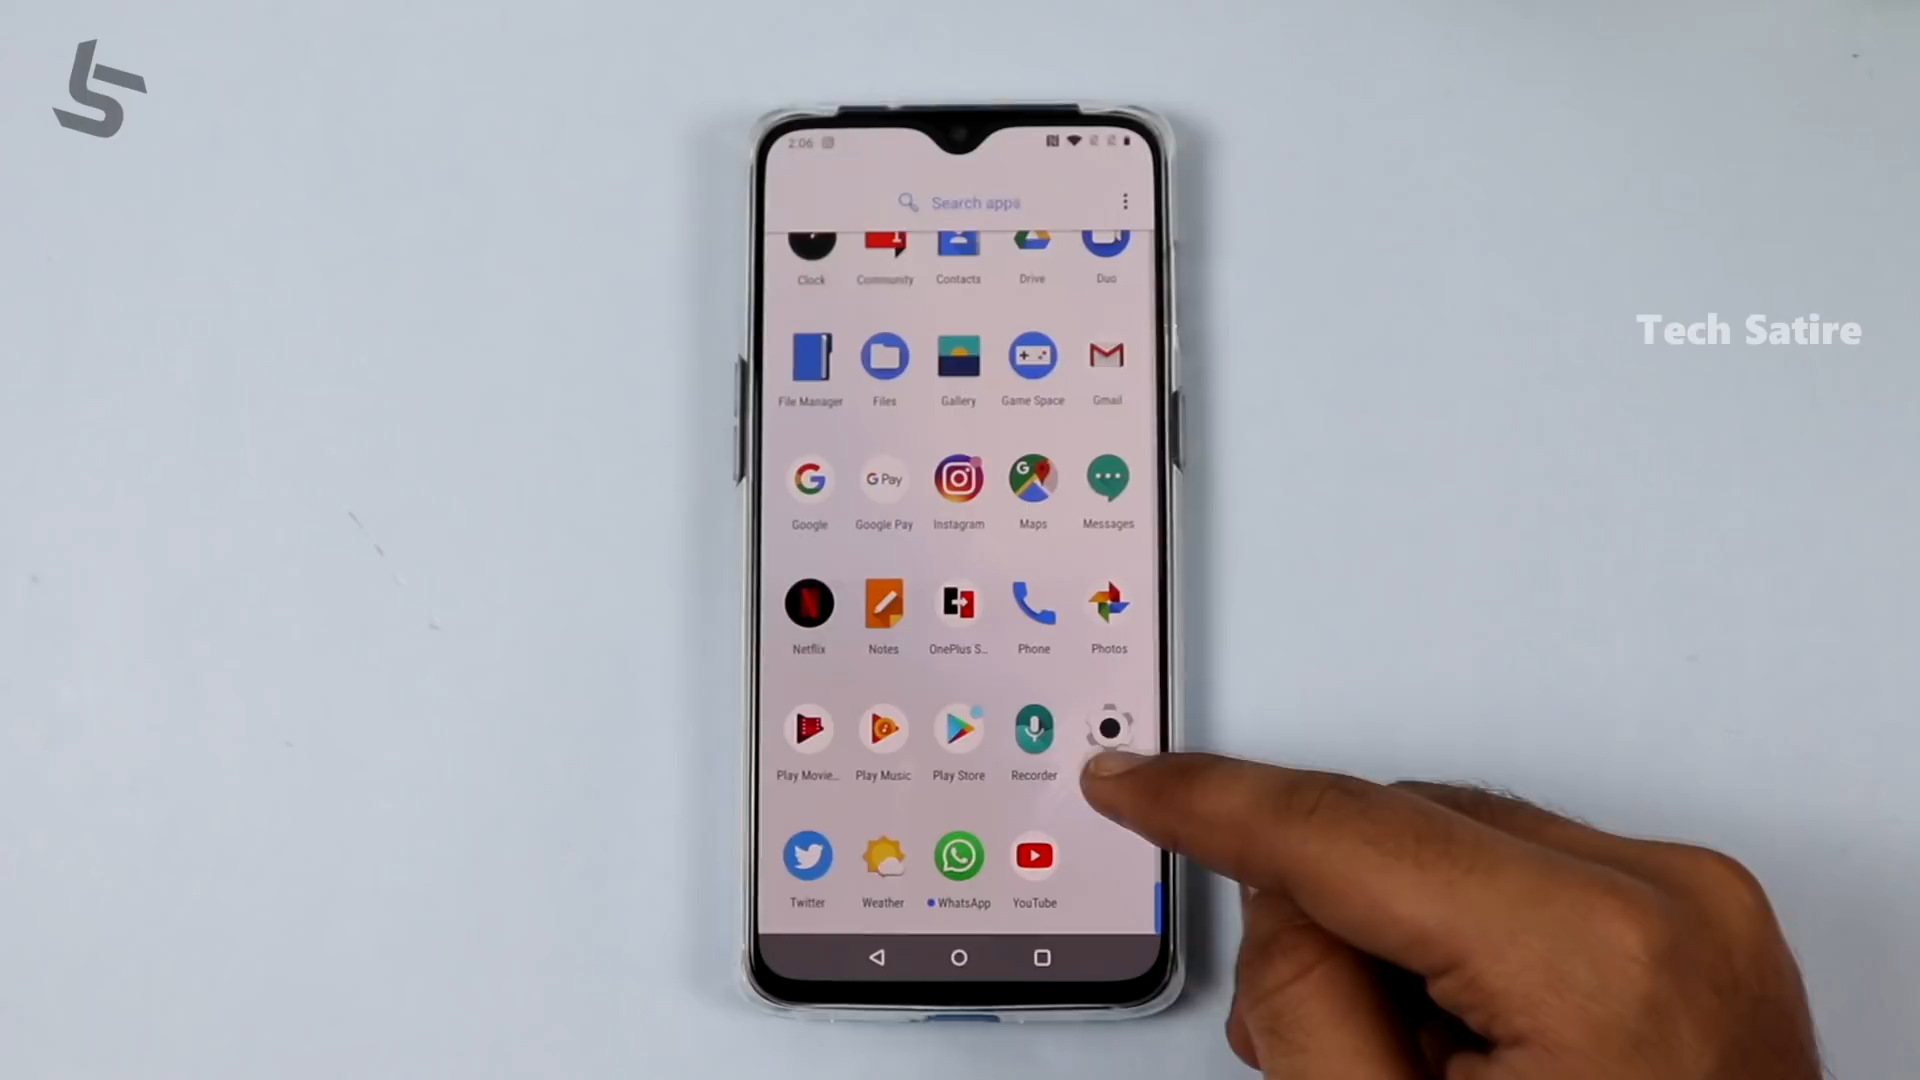 2:06
Search apps
Clock Community Contacts Drive Duo
File Manager Files Gallery Game Space Gmail
Google Google Pay Instagram Maps Messages
G Pay
Netflix Notes OnePlus S... Phone Photos
Play Movie... Play Music Play Store Recorder
Twitter Weather WhatsApp YouTube
Tech Satire